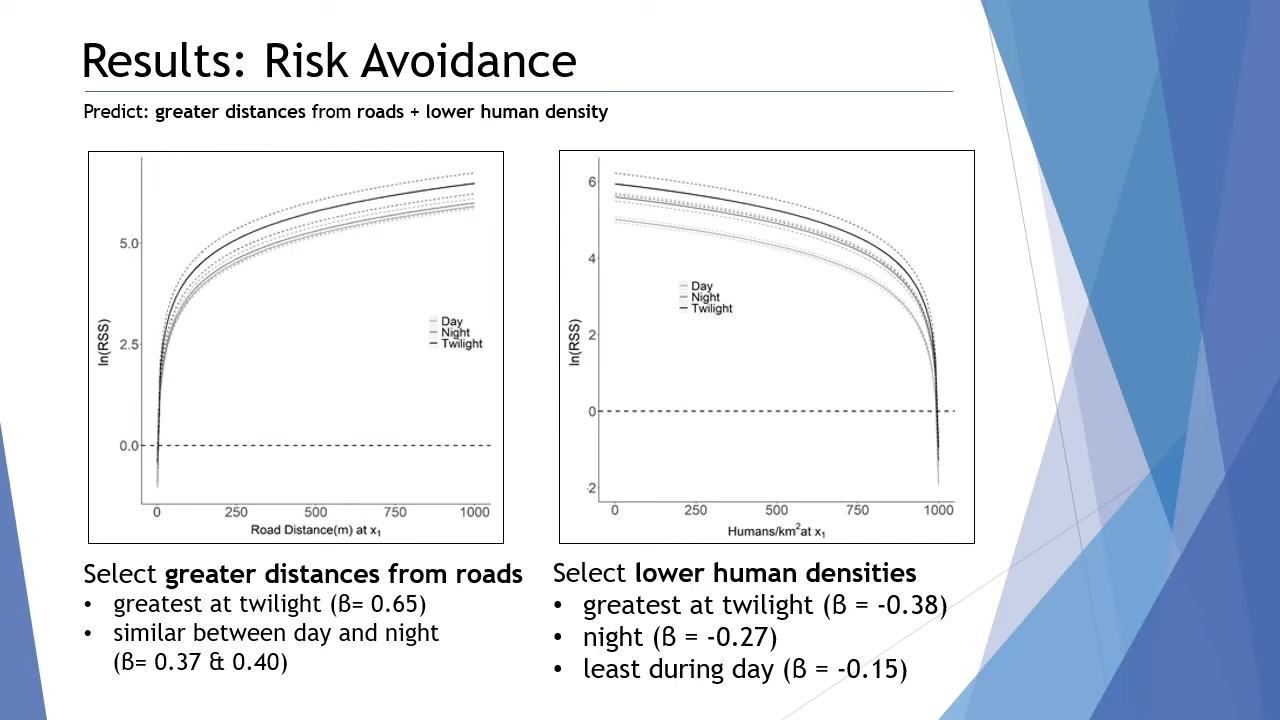 Results: Risk Avoidance
Predict: greater distances from roads + lower human density
5.0
2.5
0.0
ln(RSS)
Day
Night
Twilight
0 250 500 750 1000
Road Distance(m) at x₁
6
4
2
0
-2
ln(RSS)
Day
Night
Twilight
0 250 500 750 1000
Humans/km²at x₁
Select greater distances from roads
• greatest at twilight (β= 0.65)
• similar between day and night
(β= 0.37 & 0.40)
Select lower human densities
• greatest at twilight (β = -0.38)
• night (β = -0.27)
• least during day (β = -0.15)